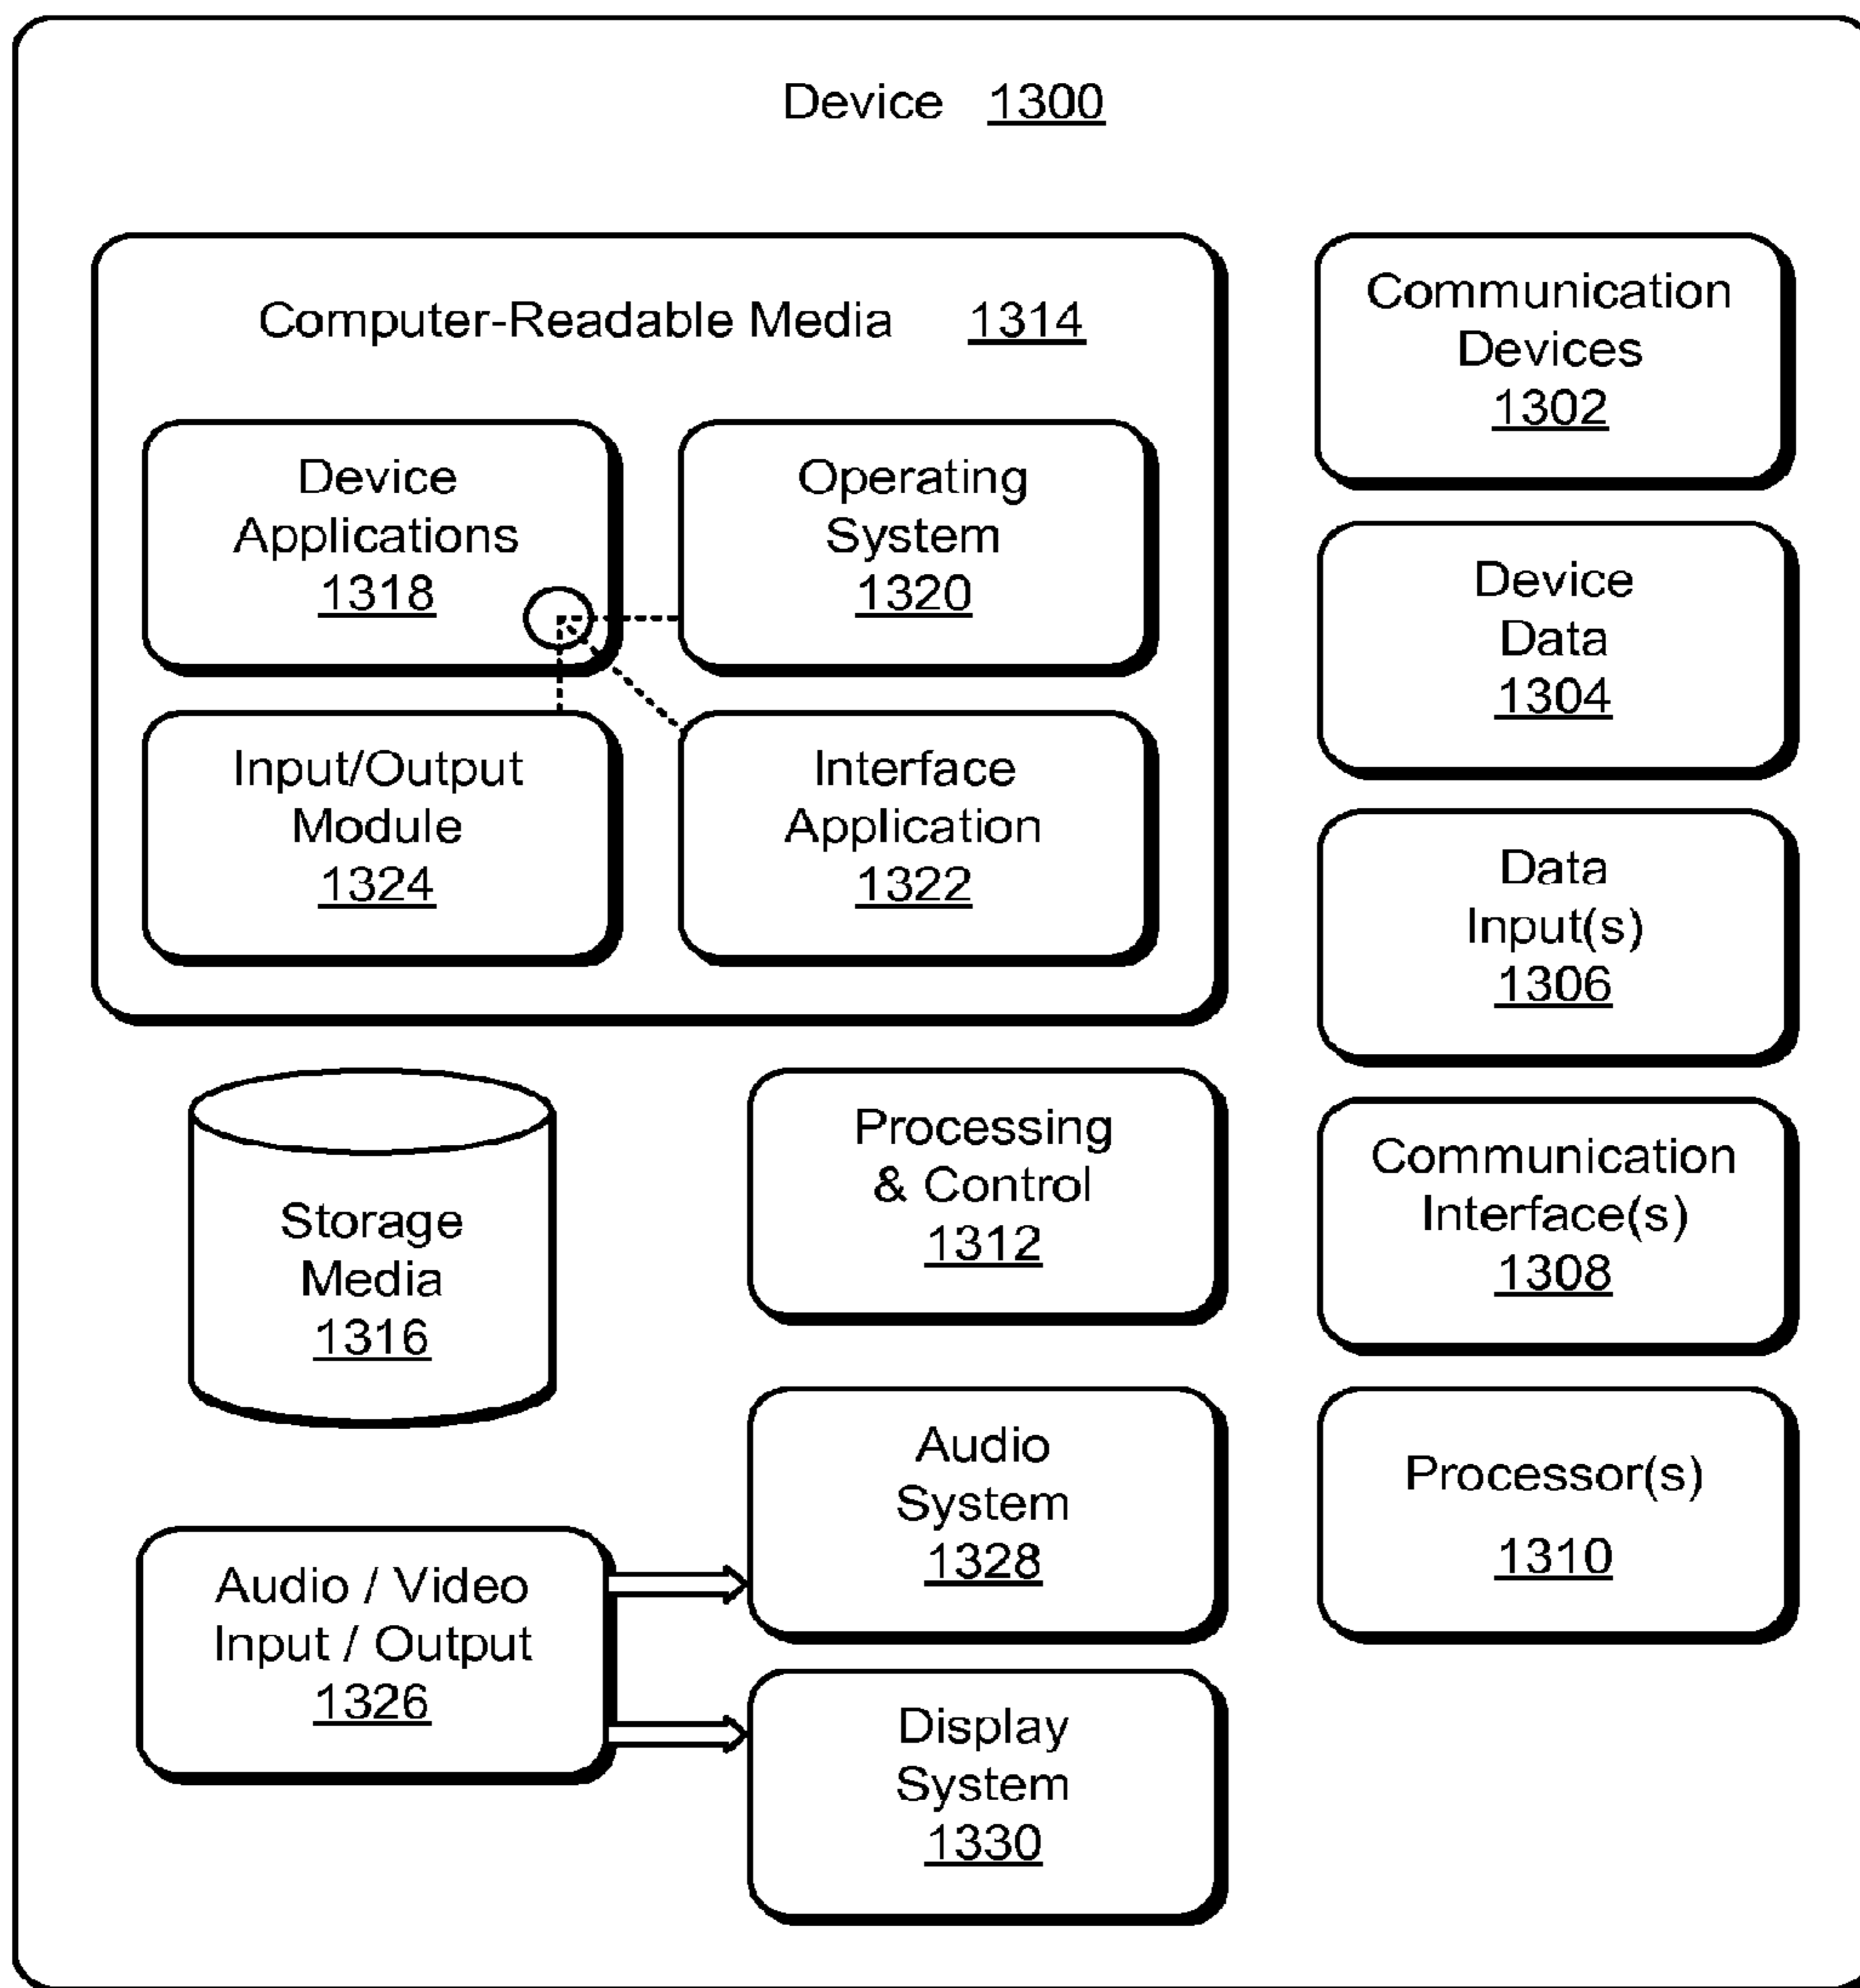 Device 1300
Computer-Readable Media 1314
Device
Applications
1318
Operating
System
1320
Input/Output
Module
1324
Interface
Application
1322
Communication
Devices
1302
Device
Data
1304
Data
Input(s)
1306
Communication
Interface(s)
1308
Processor(s)
1310
Storage
Media
1316
Processing
& Control
1312
Audio / Video
Input / Output
1326
Audio
System
1328
Display
System
1330